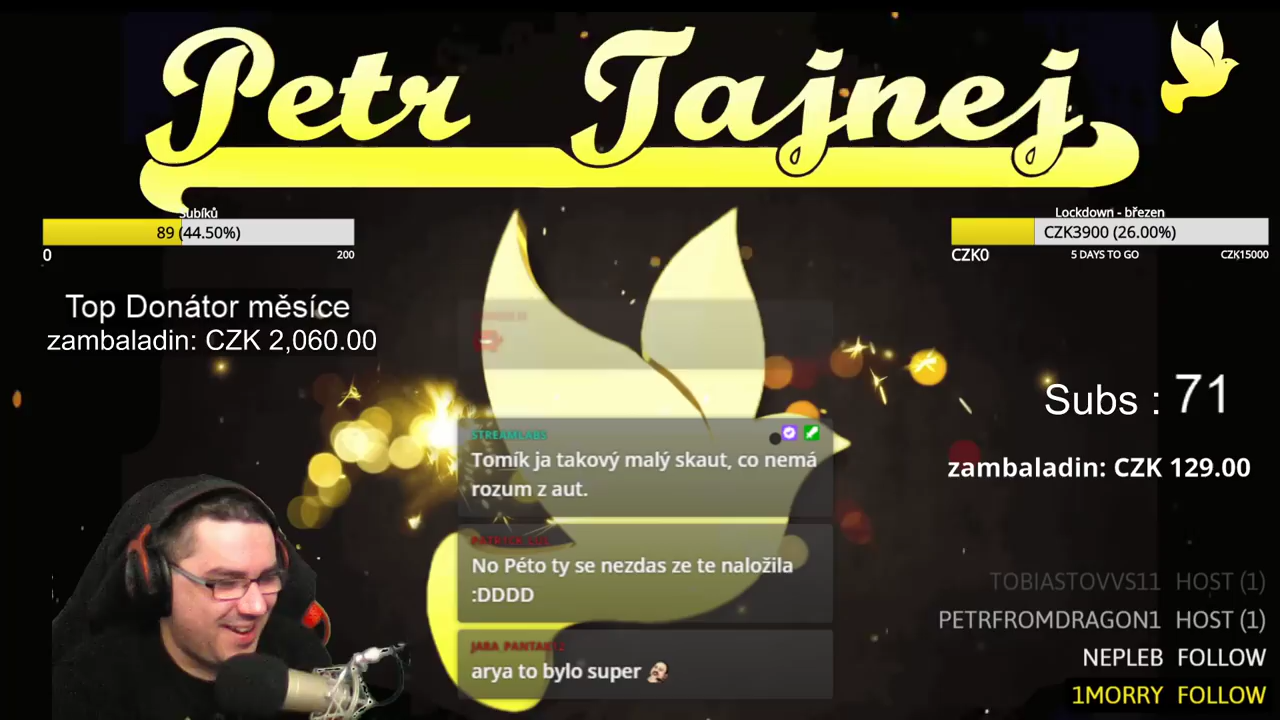 Petr Tajnej
Subíků
89 (44.50%)
0
200
Lockdown - březen
CZK3900 (26.00%)
CZK0
5 DAYS TO GO
CZK15000
Top Donátor měsíce
zambaladin: CZK 2,060.00
Subs : 71
zambaladin: CZK 129.00
STREAMLABS
Tomík ja takový malý skaut, co nemá
rozum z aut.
No Péto ty se nezdas ze te naložila
:DDDD
JARA
arya to bylo super
TOBIASTOVVS11 HOST (1)
PETRFROMDRAGON1 HOST (1)
NEPLEB FOLLOW
1MORRY FOLLOW